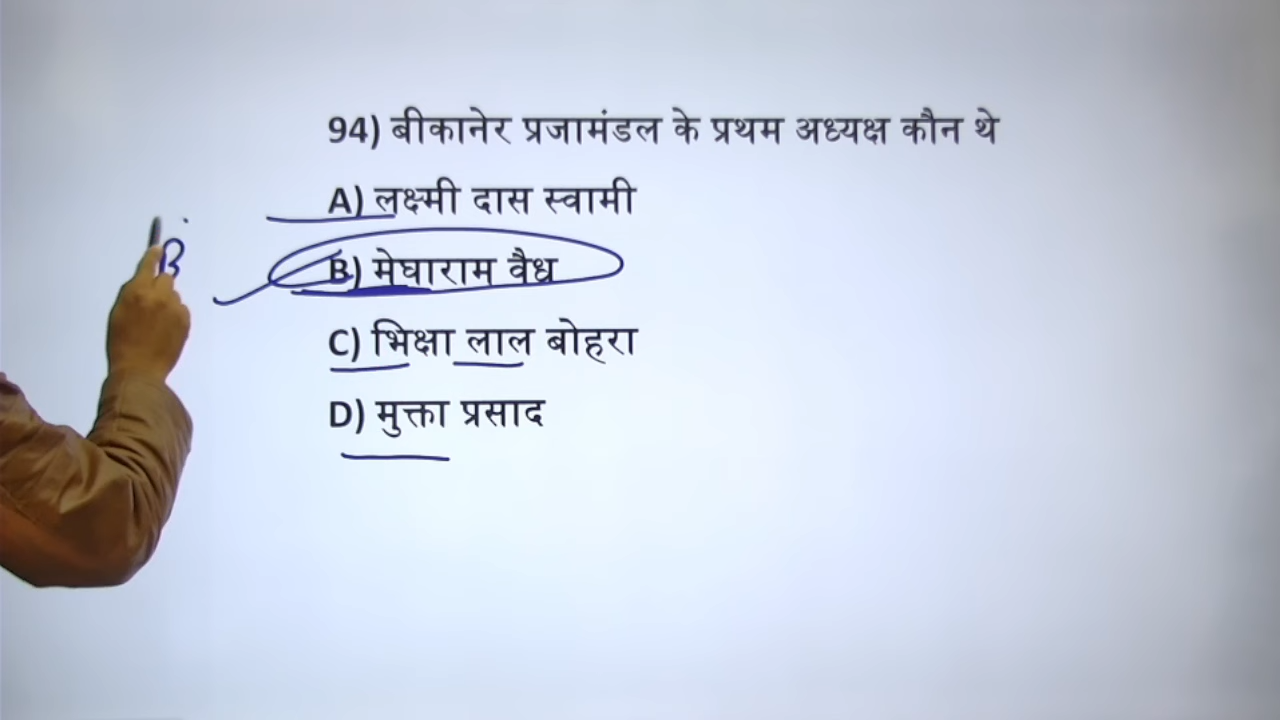 94) बीकानेर प्रजामंडल के प्रथम अध्यक्ष कौन थे
A) लक्ष्मी दास स्वामी
B) मेघाराम वैध
B
C) भिक्षा लाल बोहरा
D) मुक्ता प्रसाद